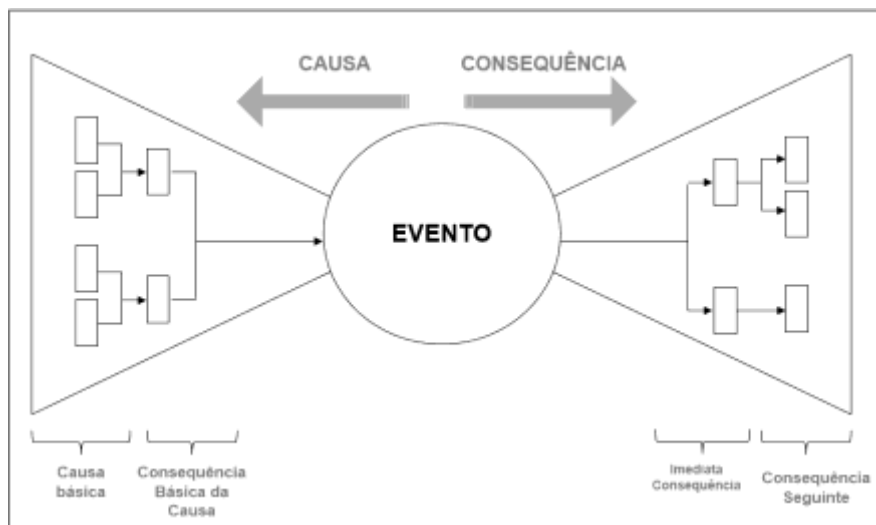 CAUSA
CONSEQUÊNCIA
EVENTO
Causa
básica
Consequência
Básica da
Causa
Imediata
Consequência
Consequência
Seguinte